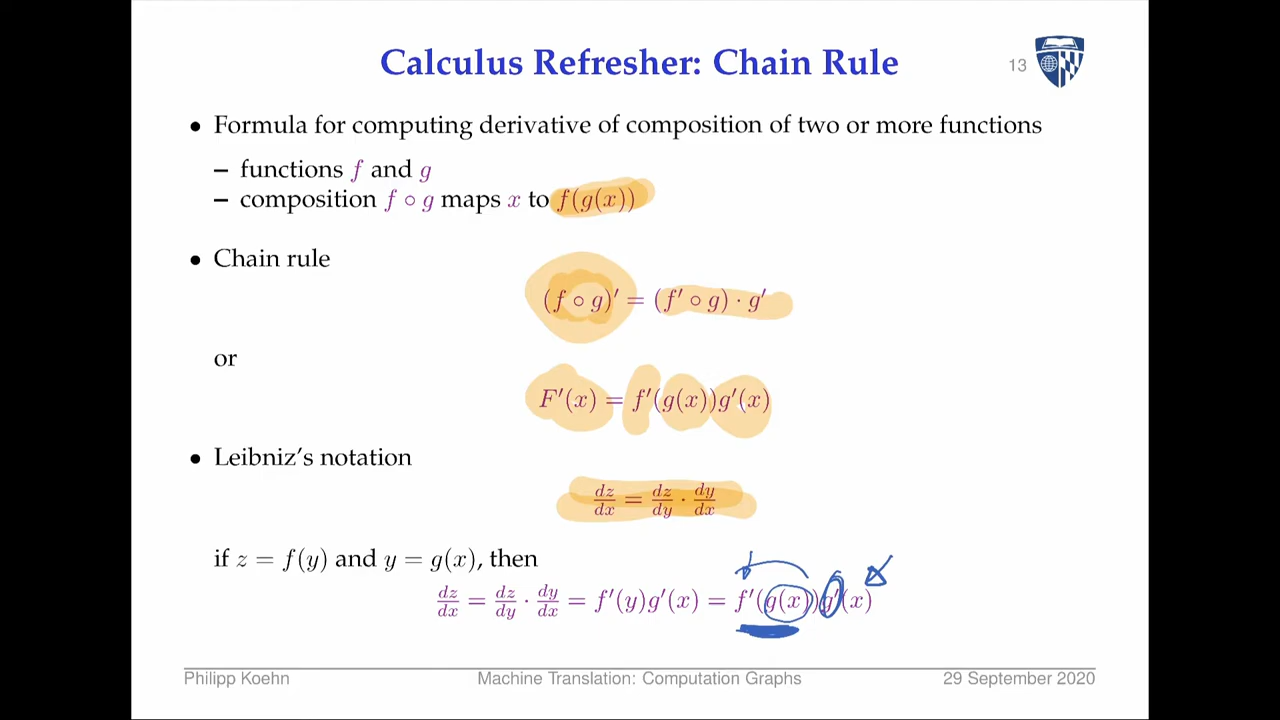 Calculus Refresher: Chain Rule
13
• Formula for computing derivative of composition of two or more functions
– functions f and g
– composition f ∘ g maps x to f(g(x))
• Chain rule
(f ∘ g)′ = (f′ ∘ g) · g′
or
F′(x) = f′(g(x))g′(x)
• Leibniz's notation
dz/dx = dz/dy · dy/dx
if z = f(y) and y = g(x), then
dz/dx = dz/dy · dy/dx = f′(y)g′(x) = f′(g(x))g′(x)
Philipp Koehn
Machine Translation: Computation Graphs
29 September 2020